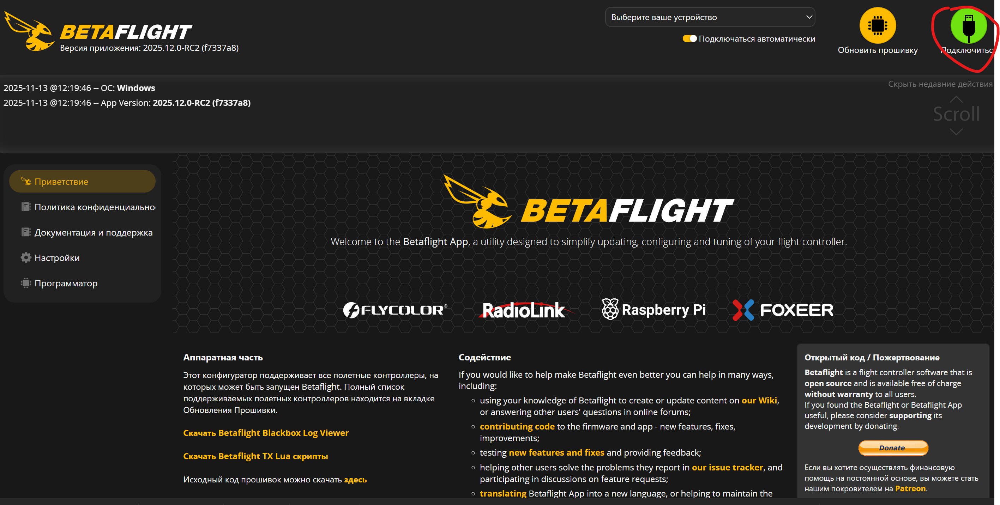 BETAFLIGHT
Версия приложения: 2025.12.0-RC2 (f7337a8)
Выберите ваше устройство
Подключаться автоматически
Обновить прошивку
Подключитьс
2025-11-13 @12:19:46 -- ОС: Windows
2025-11-13 @12:19:46 -- App Version: 2025.12.0-RC2 (f7337a8)
Скрыть недавние действия
Scroll
Приветствие
Политика конфиденциально
Документация и поддержка
Настройки
Программатор
BETAFLIGHT
Welcome to the Betaflight App, a utility designed to simplify updating, configuring and tuning of your flight controller.
FLYCOLOR®
RadioLink
Raspberry Pi
FOXEER
Аппаратная часть
Этот конфигуратор поддерживает все полетные контроллеры, на
которых может быть запущен Betaflight. Полный список
поддерживаемых полетных контроллеров находится на вкладке
Обновления Прошивки.
Скачать Betaflight Blackbox Log Viewer
Скачать Betaflight TX Lua скрипты
Исходный код прошивок можно скачать здесь
Содействие
If you would like to help make Betaflight even better you can help in many ways,
including:
using your knowledge of Betaflight to create or update content on our Wiki,
or answering other users' questions in online forums;
contributing code to the firmware and app - new features, fixes,
improvements;
testing new features and fixes and providing feedback;
helping other users solve the problems they report in our issue tracker, and
participating in discussions on feature requests;
translating Betaflight App into a new language, or helping to maintain the
Открытый код / Пожертвование
Betaflight is a flight controller software that is
open source and is available free of charge
without warranty to all users.
If you found the Betaflight or Betaflight App
useful, please consider supporting its
development by donating.
Donate
Если вы хотите осуществлять финансовую
помощь на постоянной основе, вы можете стать
нашим покровителем на Patreon.